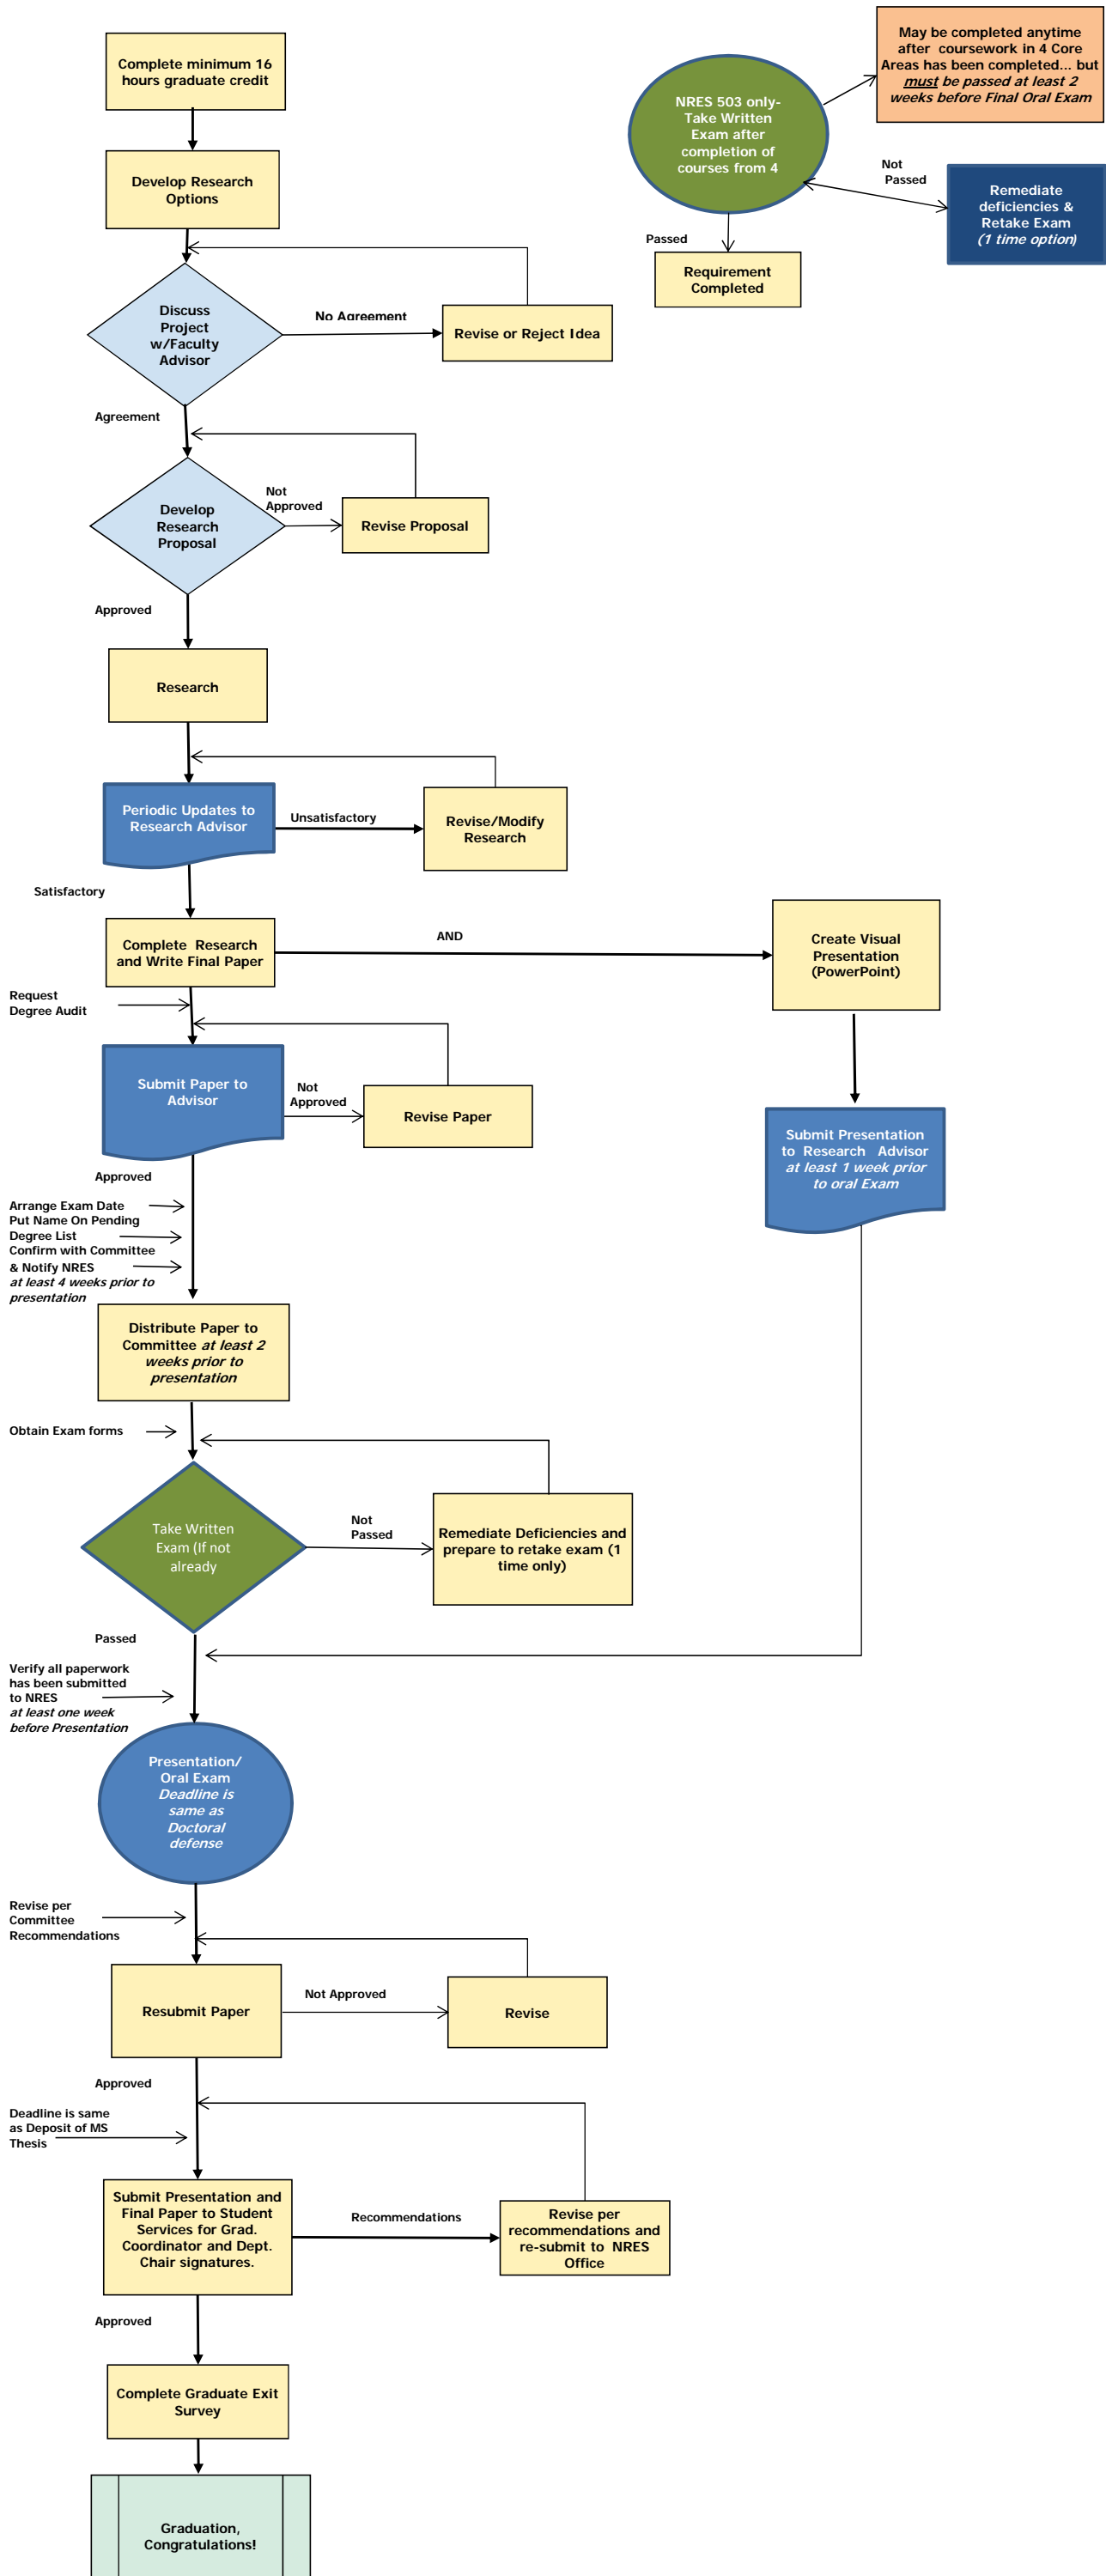 Complete minimum 16
hours graduate credit
May be completed anytime
after coursework in 4 Core
Areas has been completed... but
must be passed at least 2
weeks before Final Oral Exam
NRES 503 only-
Take Written
Exam after
completion of
courses from 4
Not
Passed
Remediate
deficiencies &
Retake Exam
(1 time option)
Passed
Requirement
Completed
Develop Research
Options
Discuss
Project
w/Faculty
Advisor
No Agreement
Revise or Reject Idea
Agreement
Develop
Research
Proposal
Not
Approved
Revise Proposal
Approved
Research
Periodic Updates to
Research Advisor
Unsatisfactory
Revise/Modify
Research
Satisfactory
Complete Research
and Write Final Paper
AND
Create Visual
Presentation
(PowerPoint)
Request
Degree Audit
Submit Paper to
Advisor
Not
Approved
Revise Paper
Submit Presentation
to Research Advisor
at least 1 week prior
to oral Exam
Approved
Arrange Exam Date
Put Name On Pending
Degree List
Confirm with Committee
& Notify NRES
at least 4 weeks prior to
presentation
Distribute Paper to
Committee at least 2
weeks prior to
presentation
Obtain Exam forms
Take Written
Exam (If not
already
Not
Passed
Remediate Deficiencies and
prepare to retake exam (1
time only)
Passed
Verify all paperwork
has been submitted
to NRES
at least one week
before Presentation
Presentation/
Oral Exam
Deadline is
same as
Doctoral
defense
Revise per
Committee
Recommendations
Resubmit Paper
Not Approved
Revise
Approved
Deadline is same
as Deposit of MS
Thesis
Submit Presentation and
Final Paper to Student
Services for Grad.
Coordinator and Dept.
Chair signatures.
Recommendations
Revise per
recommendations and
re-submit to NRES
Office
Approved
Complete Graduate Exit
Survey
Graduation,
Congratulations!